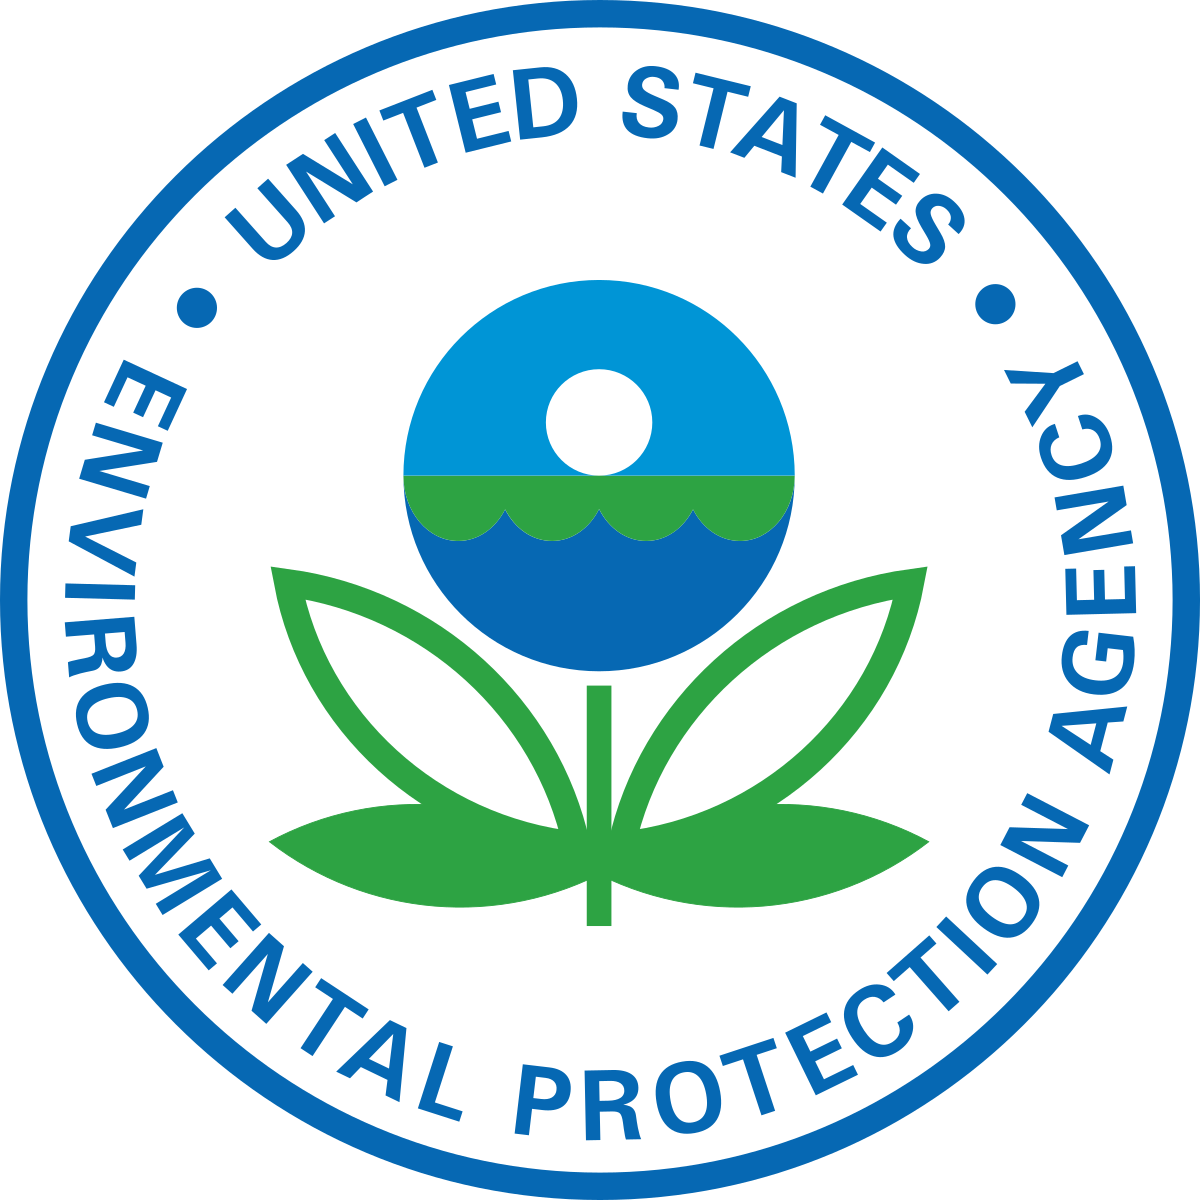 UNITED STATES
ENVIRONMENTAL PROTECTION AGENCY